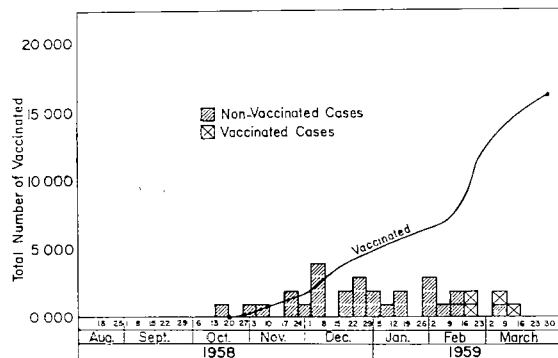 20 000
15 000
10 000
5 000
0 000
Total Number of Vaccinated
Non-Vaccinated Cases
Vaccinated Cases
Vaccinated
18 25 1 8 15 22 29 6 13 20 27 3 10 17 24 1 8 15 22 29 5 12 19 26 2 9 16 23 2 9 16 23 30
Aug. Sept. Oct. Nov. Dec. Jan. Feb March
1958 1959